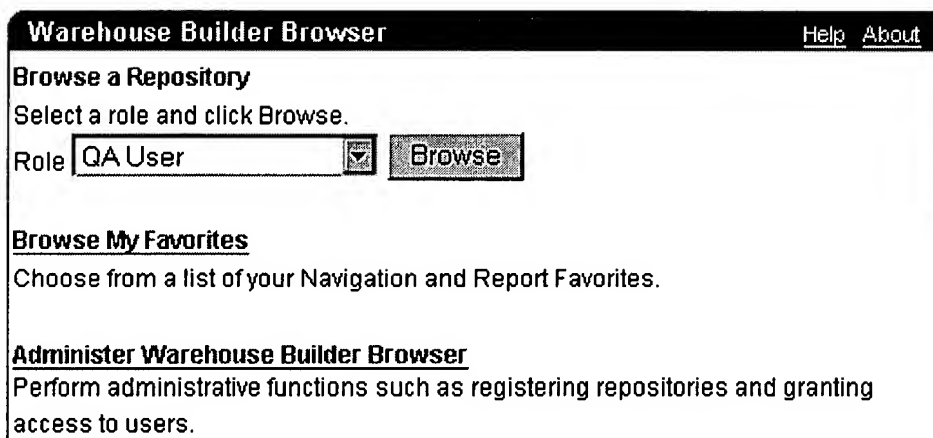 Warehouse Builder Browser Help About
Browse a Repository
Select a role and click Browse.
Role QA User Browse
Browse My Favorites
Choose from a list of your Navigation and Report Favorites.
Administer Warehouse Builder Browser
Perform administrative functions such as registering repositories and granting
access to users.